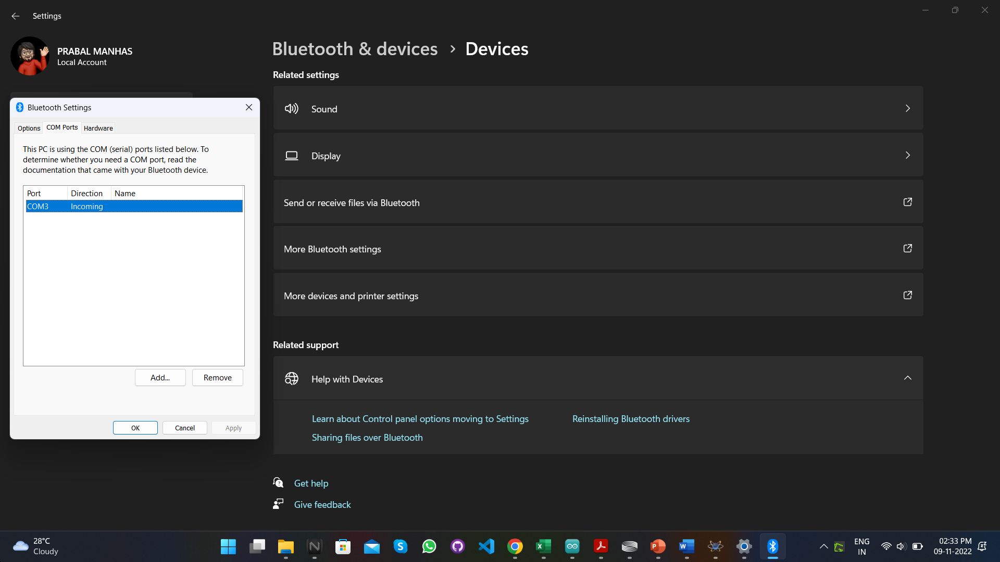 Settings
PRABAL MANHAS
Local Account
Bluetooth & devices › Devices
Related settings
Sound
Display
Send or receive files via Bluetooth
More Bluetooth settings
More devices and printer settings
Related support
Help with Devices
Learn about Control panel options moving to Settings
Reinstalling Bluetooth drivers
Sharing files over Bluetooth
Get help
Give feedback
Bluetooth Settings
Options COM Ports Hardware
This PC is using the COM (serial) ports listed below. To
determine whether you need a COM port, read the
documentation that came with your Bluetooth device.
Port Direction Name
COM3 Incoming
Add... Remove
OK Cancel Apply
28°C
Cloudy
ENG
IN
02:33 PM
09-11-2022